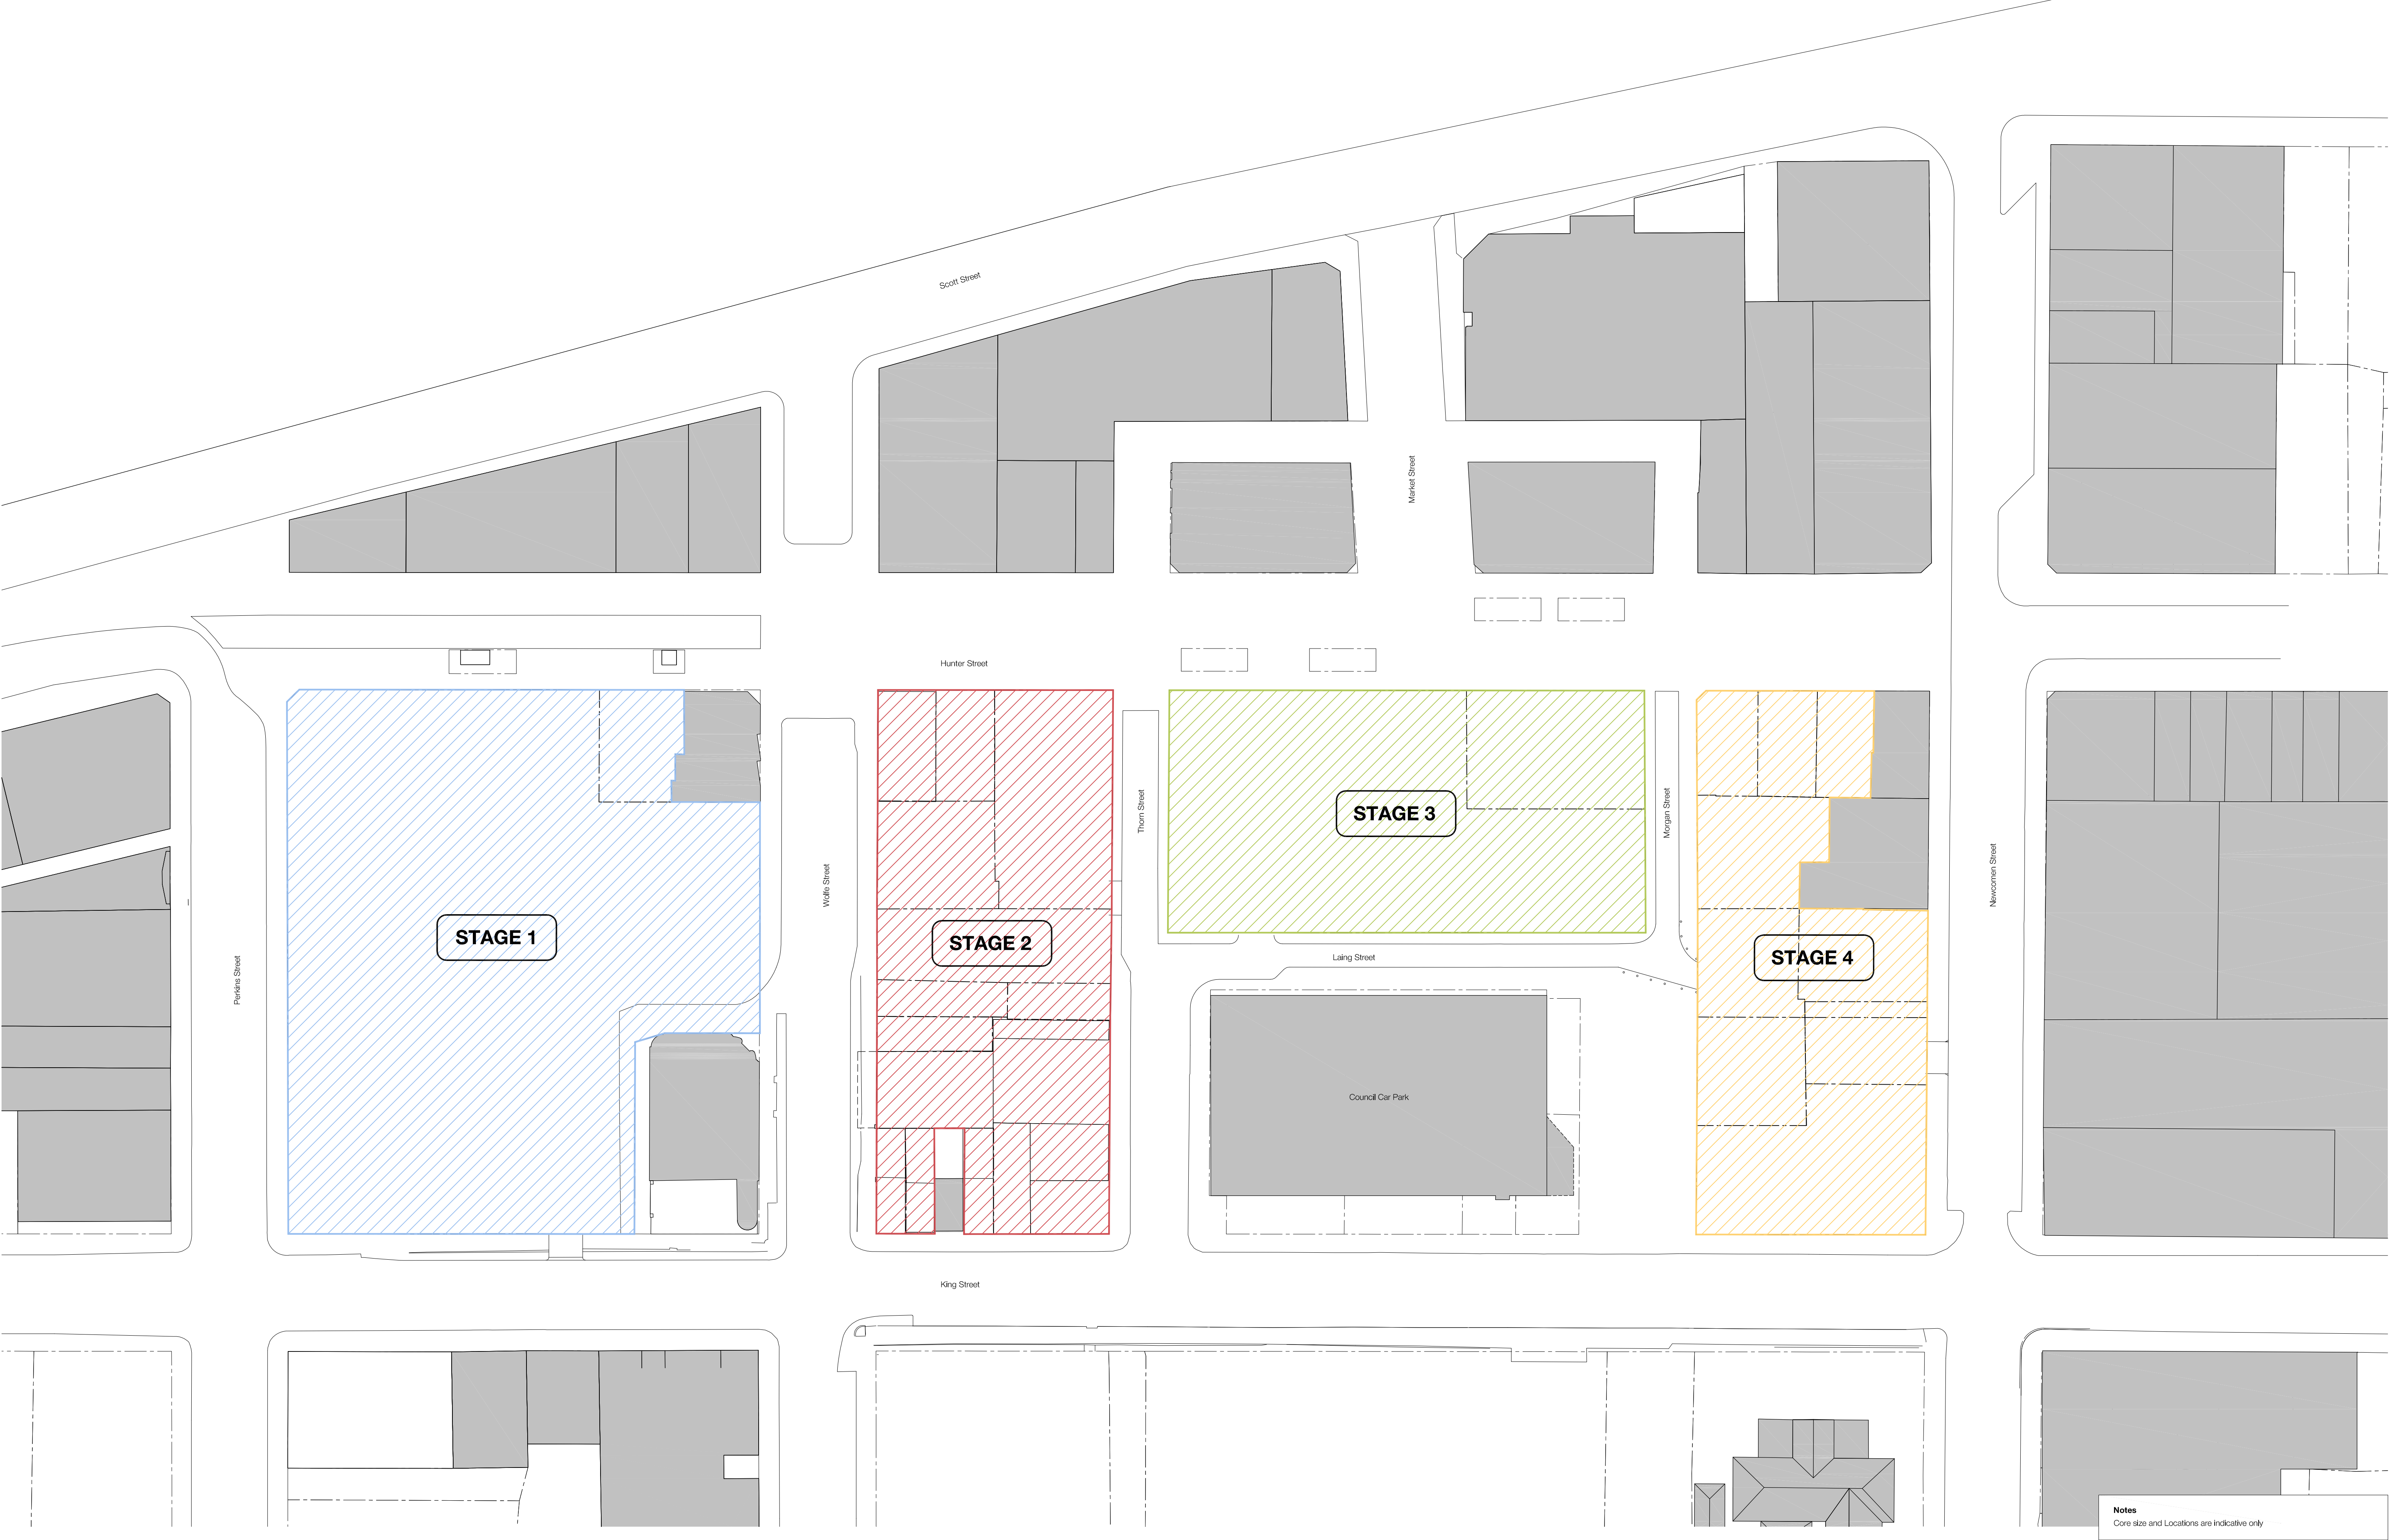 Scott Street
Market Street
Hunter Street
Thorn Street
STAGE 3
Morgan Street
Wolfe Street
Newcomen Street
STAGE 1
STAGE 2
Laing Street
STAGE 4
Perkins Street
Council Car Park
King Street
Notes
Core size and Locations are indicative only